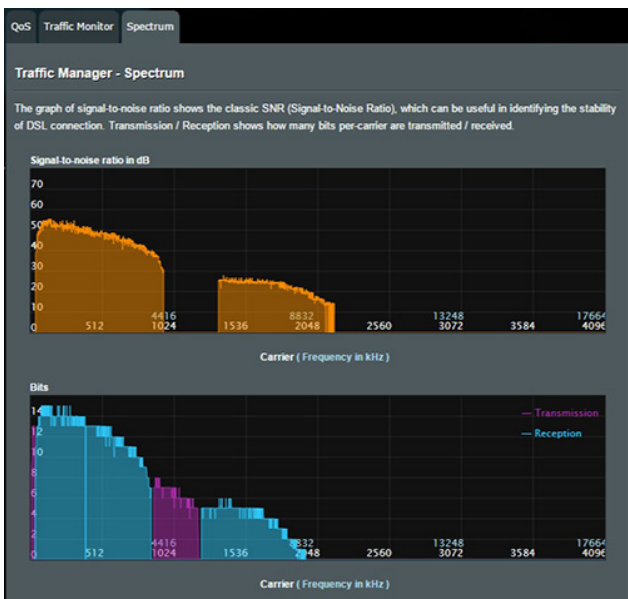 QoS Traffic Monitor Spectrum
Traffic Manager - Spectrum
The graph of signal-to-noise ratio shows the classic SNR (Signal-to-Noise Ratio), which can be useful in identifying the stability
of DSL connection. Transmission / Reception shows how many bits per-carrier are transmitted / received.
Signal-to-noise ratio in dB
70
60
50
40
30
20
10
4416 8832 13248 17664
0 512 1024 1536 2048 2560 3072 3584 4096
Carrier ( Frequency in kHz )
Bits
14
— Transmission
12
— Reception
10
8
6
4
2
4416 8832 13248 17664
0 512 1024 1536 2048 2560 3072 3584 4096
Carrier ( Frequency in kHz )